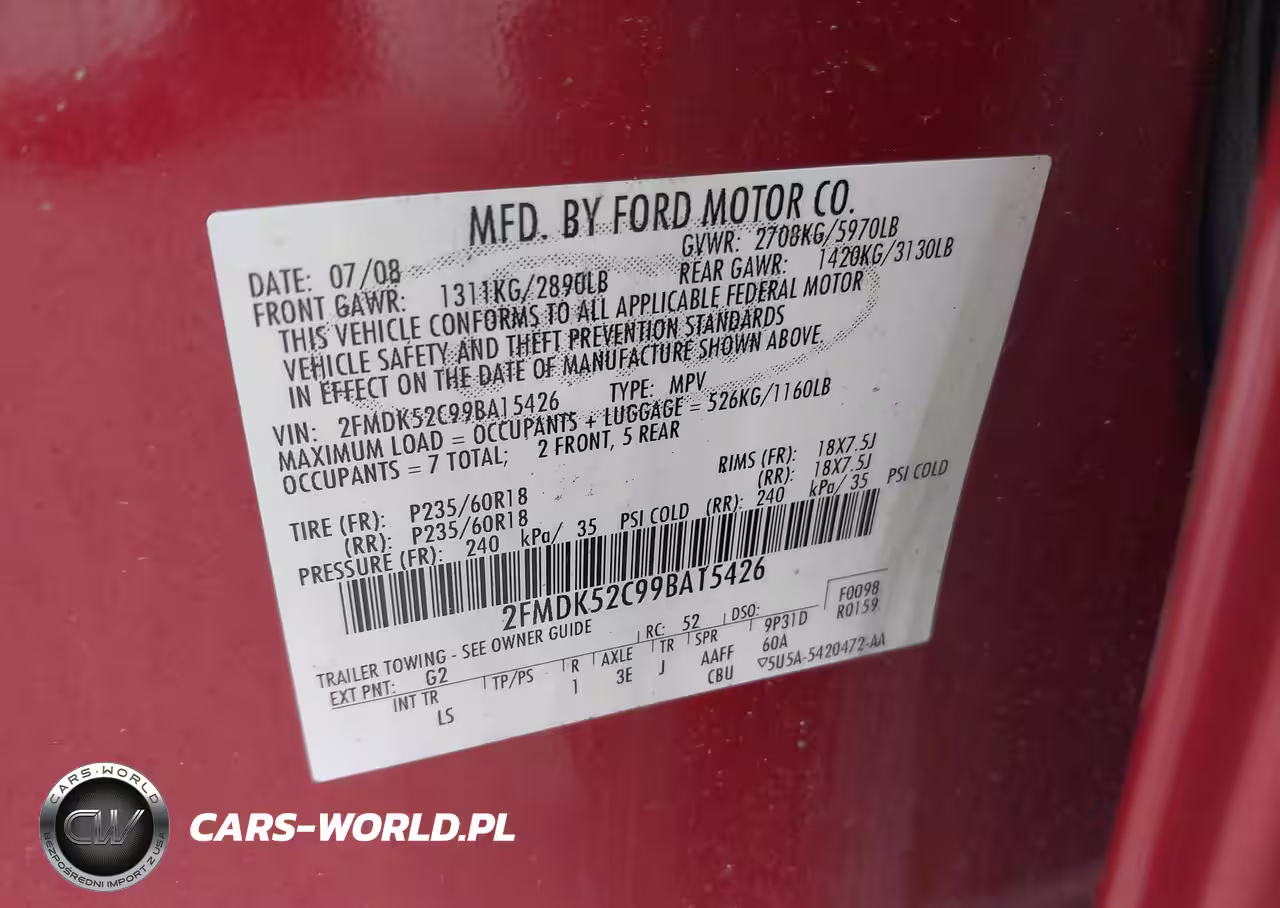 MFD. BY FORD MOTOR CO.
DATE: 07/08 GVWR: 2708KG/5970LB
FRONT GAWR: 1311KG/2890LB REAR GAWR: 1420KG/3130LB
THIS VEHICLE CONFORMS TO ALL APPLICABLE FEDERAL MOTOR
VEHICLE SAFETY AND THEFT PREVENTION STANDARDS
IN EFFECT ON THE DATE OF MANUFACTURE SHOWN ABOVE.
VIN: 2FMDK52C99BA15426 TYPE: MPV
MAXIMUM LOAD = OCCUPANTS + LUGGAGE = 526KG/1160LB
OCCUPANTS = 7 TOTAL; 2 FRONT, 5 REAR
TIRE (FR): P235/60R18 RIMS (FR): 18X7.5J
(RR): P235/60R18 (RR): 18X7.5J
PRESSURE (FR): 240 kPa/ 35 PSI COLD (RR): 240 kPa/ 35 PSI COLD
2FMDK52C99BA15426
TRAILER TOWING - SEE OWNER GUIDE
F0098
R0159
EXT PNT: G2 RC: 52 DSO: 9P31D
INT TR TP/PS R AXLE TR SPR 60A
LS 1 3E J AAFF
CBU ▽5U5A-5420472-AA
CARS-WORLD
CW
BEZPOŚREDNI IMPORT Z USA
CARS-WORLD.PL